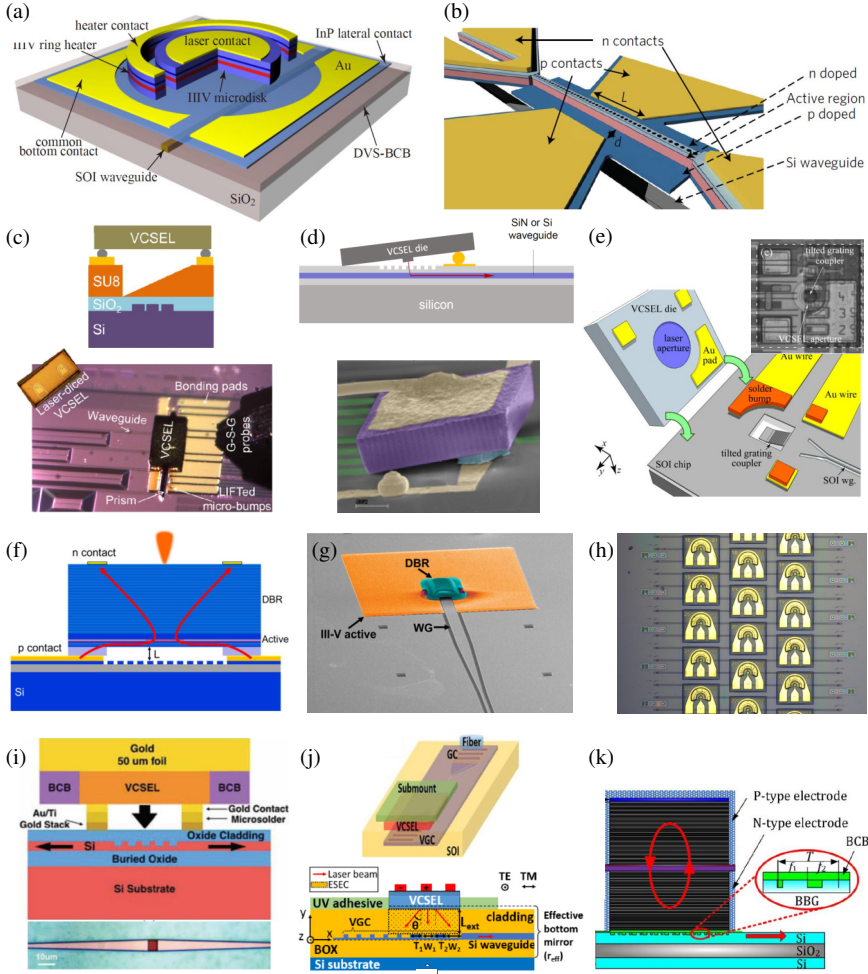 (a)
heater contact
laser contact
IIIV ring heater
InP lateral contact
Au
IIIV microdisk
common
bottom contact
DVS-BCB
SOI waveguide
SiO2
(b)
n contacts
p contacts
n doped
L
Active region
p doped
d
Si waveguide
(c)
VCSEL
SU8
SiO2
Si
Laser-diced
VCSEL
Bonding pads
Waveguide
VCSEL
G-S-G
probes
Prism
LIFTed
micro-bumps
(d)
SiN or Si
waveguide
VCSEL die
silicon
(e)
(c)
tilted grating
coupler
VCSEL aperture
VCSEL die
laser
aperture
Au
pad
Au wire
solder
bump
Au wire
tilted grating
coupler
x
y
z
SOI chip
SOI wg.
(f)
n contact
DBR
Active
p contact
L
Si
(g)
DBR
III-V active
WG
(h)
(i)
Gold
50 um foil
BCB
VCSEL
BCB
Au/Ti
Gold Stack
Gold Contact
Microsolder
Oxide Cladding
Si
Buried Oxide
Si Substrate
10um
(j)
Fiber
GC
Submount
VCSEL
VGC
SOI
Laser beam
ESEC
TE
TM
VCSEL
UV adhesive
y
VGC
θ
Lext
cladding
z
x
T1W1
T2W2
Si waveguide
BOX
Si substrate
Effective
bottom
mirror
(reff)
(k)
P-type electrode
N-type electrode
BCB
T
f1
f2
BBG
Si
SiO2
Si